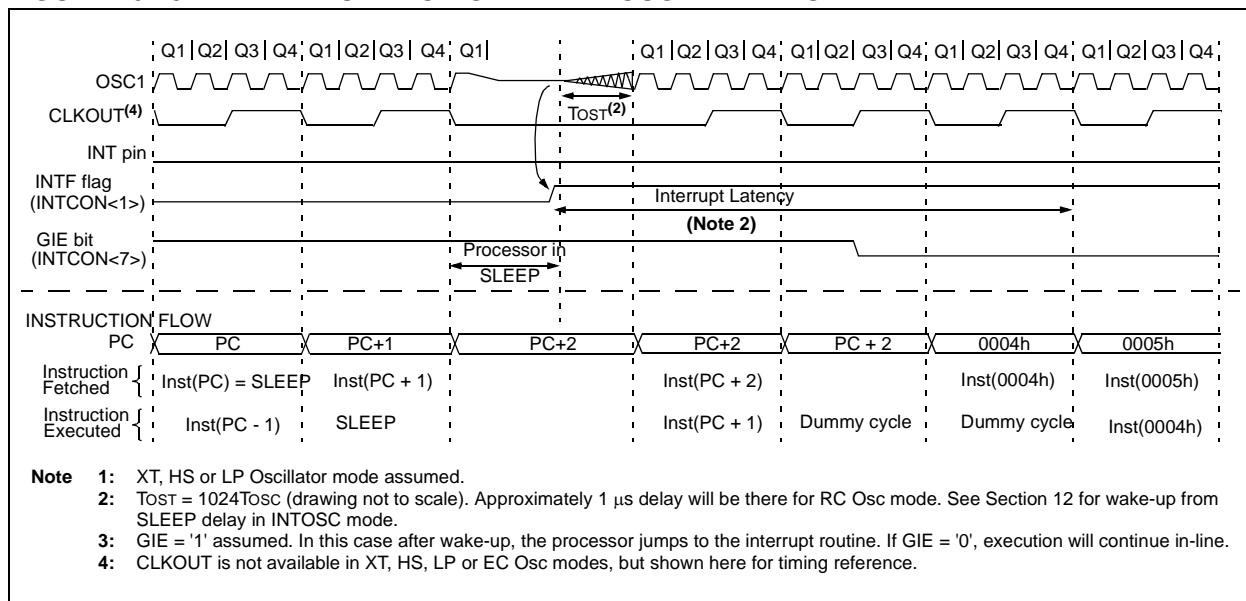 Q1 Q2 Q3 Q4 Q1 Q2 Q3 Q4 Q1 Q1 Q2 Q3 Q4 Q1 Q2 Q3 Q4 Q1 Q2 Q3 Q4 Q1 Q2 Q3 Q4
OSC1
CLKOUT(4)
TOST(2)
INT pin
INTF flag
(INTCON<1>)
Interrupt Latency
(Note 2)
GIE bit
(INTCON<7>)
Processor in
SLEEP
INSTRUCTION FLOW
PC PC PC+1 PC+2 PC+2 PC + 2 0004h 0005h
Instruction
Fetched
Inst(PC) = SLEEP Inst(PC + 1) Inst(PC + 2) Inst(0004h) Inst(0005h)
Instruction
Executed
Inst(PC - 1) SLEEP Inst(PC + 1) Dummy cycle Dummy cycle Inst(0004h)
Note 1: XT, HS or LP Oscillator mode assumed.
2: TOST = 1024TOSC (drawing not to scale). Approximately 1 µs delay will be there for RC Osc mode. See Section 12 for wake-up from
SLEEP delay in INTOSC mode.
3: GIE = '1' assumed. In this case after wake-up, the processor jumps to the interrupt routine. If GIE = '0', execution will continue in-line.
4: CLKOUT is not available in XT, HS, LP or EC Osc modes, but shown here for timing reference.